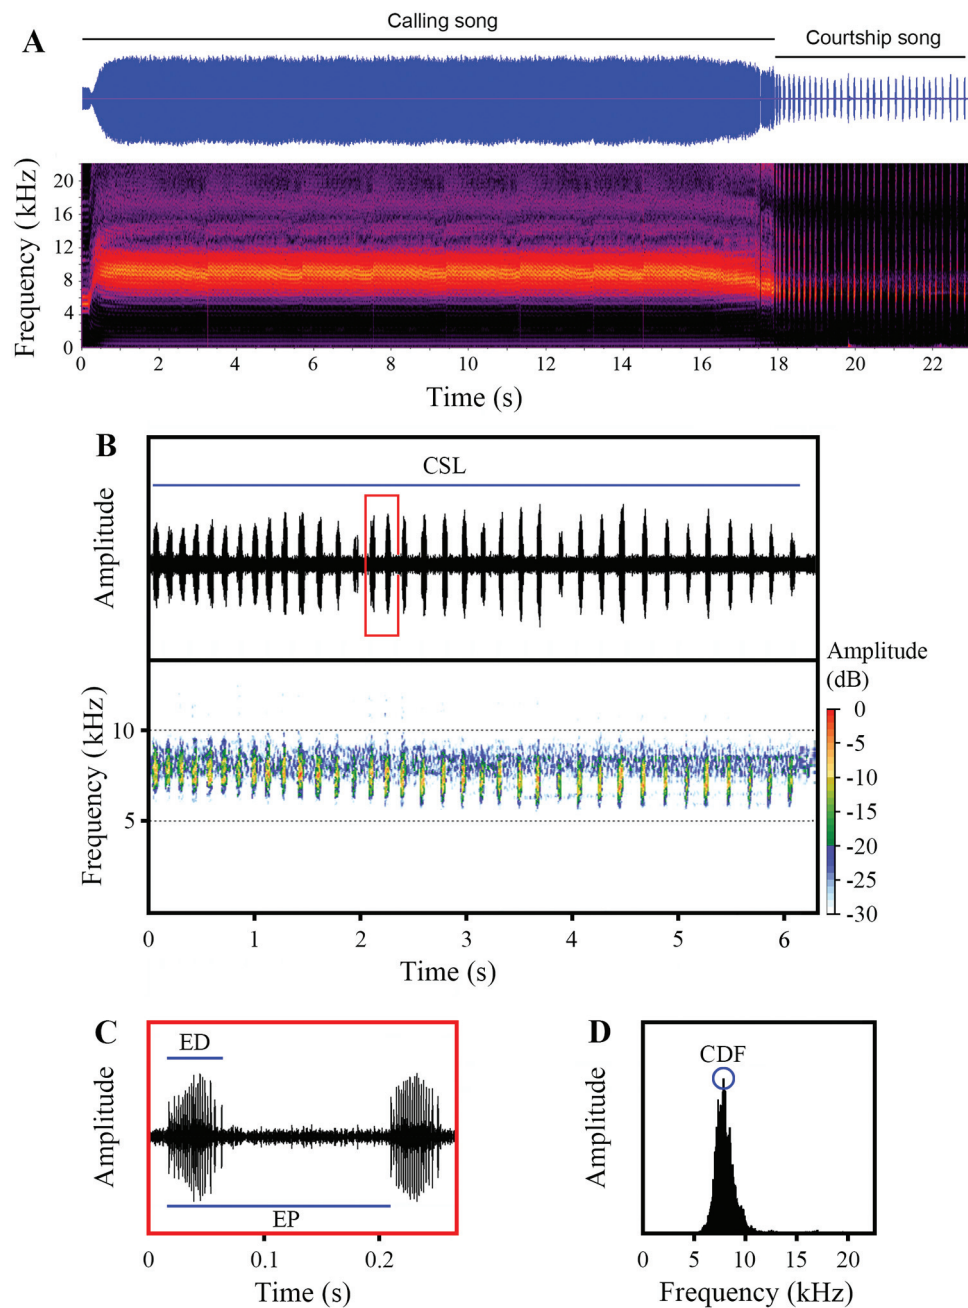 Calling song
A
Courtship song
Frequency (kHz)
20
16
12
8
4
0
0 2 4 6 8 10 12 14 16 18 20 22
Time (s)
B
CSL
Amplitude
Amplitude
(dB)
Frequency (kHz)
10
5
0
-5
-10
-15
-20
-25
-30
0 1 2 3 4 5 6
Time (s)
C
ED
Amplitude
EP
0 0.1 0.2
Time (s)
D
CDF
Amplitude
0 5 10 15 20
Frequency (kHz)